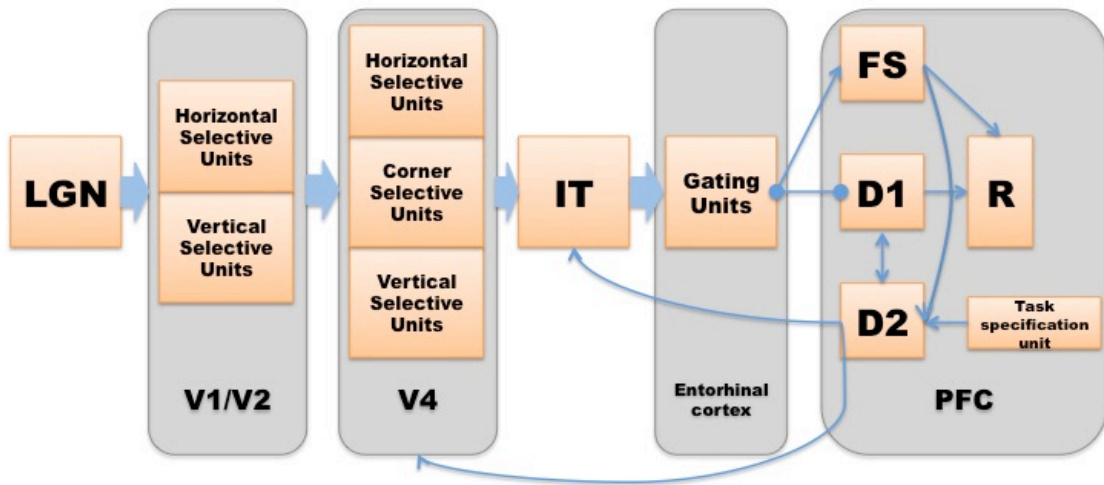 LGN
Horizontal
Selective
Units
Vertical
Selective
Units
V1/V2
Horizontal
Selective
Units
Corner
Selective
Units
Vertical
Selective
Units
V4
IT
Gating
Units
Entorhinal
cortex
FS
D1
R
D2
Task
specification
unit
PFC